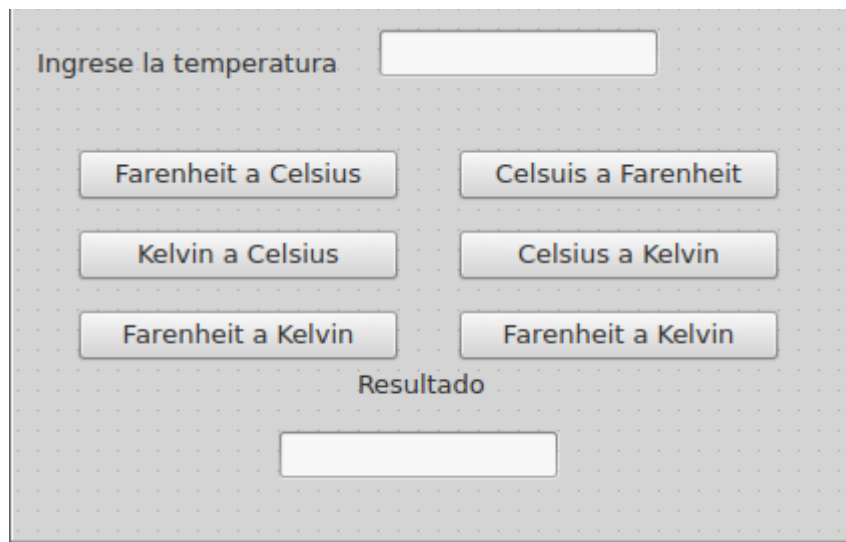 Ingrese la temperatura
Farenheit a Celsius
Celsuis a Farenheit
Kelvin a Celsius
Celsius a Kelvin
Farenheit a Kelvin
Farenheit a Kelvin
Resultado